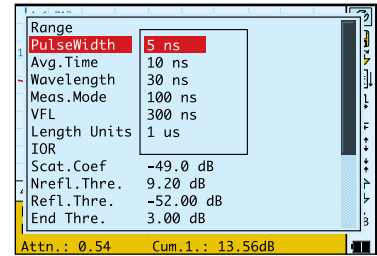 Range
PulseWidth 5 ns
Avg.Time 10 ns
Wavelength 30 ns
Meas.Mode 100 ns
VFL 300 ns
Length Units 1 us
IOR
Scat.Coef -49.0 dB
Nrefl.Thre. 9.20 dB
Refl.Thre. -52.00 dB
End Thre. 3.00 dB
Attn.: 0.54 Cum.1.: 13.56dB